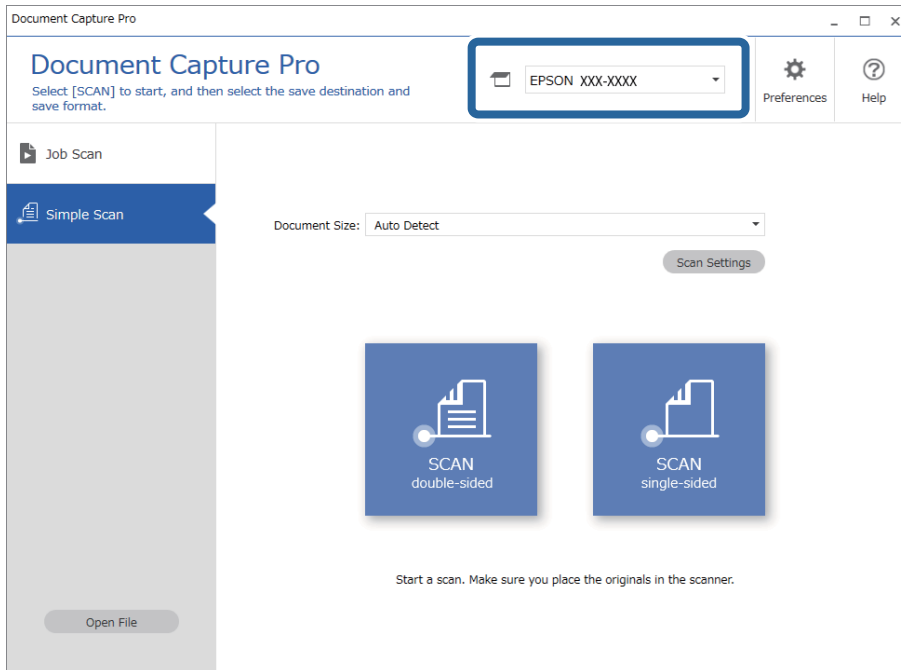 Document Capture Pro
Document Capture Pro
Select [SCAN] to start, and then select the save destination and
save format.
EPSON XXX-XXXX
Preferences
Help
Job Scan
Simple Scan
Document Size:
Auto Detect
Scan Settings
SCAN
double-sided
SCAN
single-sided
Start a scan. Make sure you place the originals in the scanner.
Open File